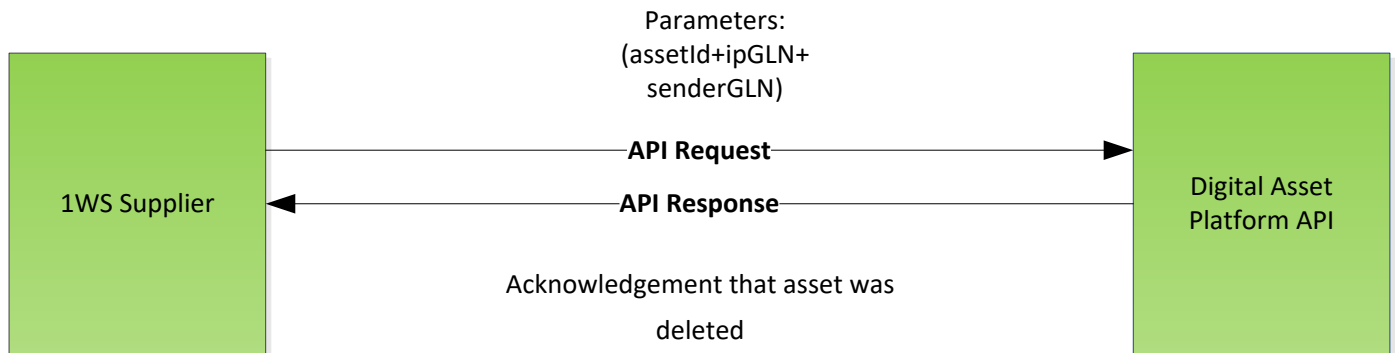 Parameters:
(assetId+ipGLN+
senderGLN)
API Request
1WS Supplier
API Response
Digital Asset
Platform API
Acknowledgement that asset was
deleted